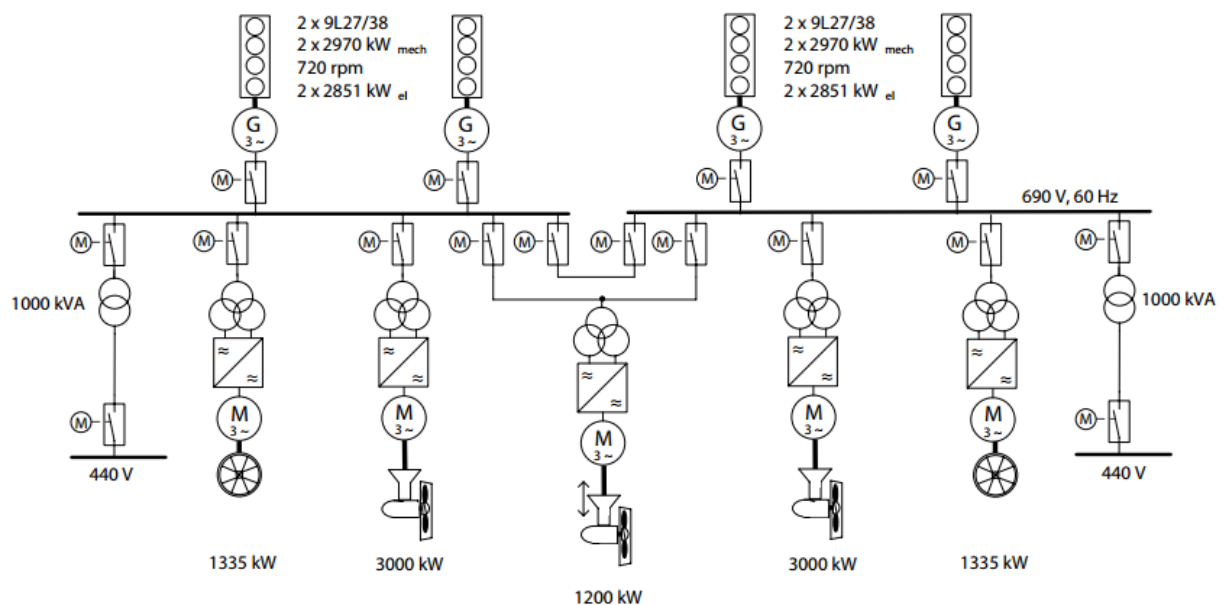 2 x 9L27/38
2 x 2970 kW mech
720 rpm
2 x 2851 kW el
2 x 9L27/38
2 x 2970 kW mech
720 rpm
2 x 2851 kW el
G
3 ~
G
3 ~
G
3 ~
G
3 ~
M
M
M
M
690 V, 60 Hz
M
M
M
M
M
M
M
M
M
M
1000 kVA
1000 kVA
≈
≈
≈
≈
≈
≈
≈
≈
≈
≈
M
3 ~
M
3 ~
M
3 ~
M
3 ~
M
3 ~
M
M
440 V
440 V
1335 kW
3000 kW
1200 kW
3000 kW
1335 kW